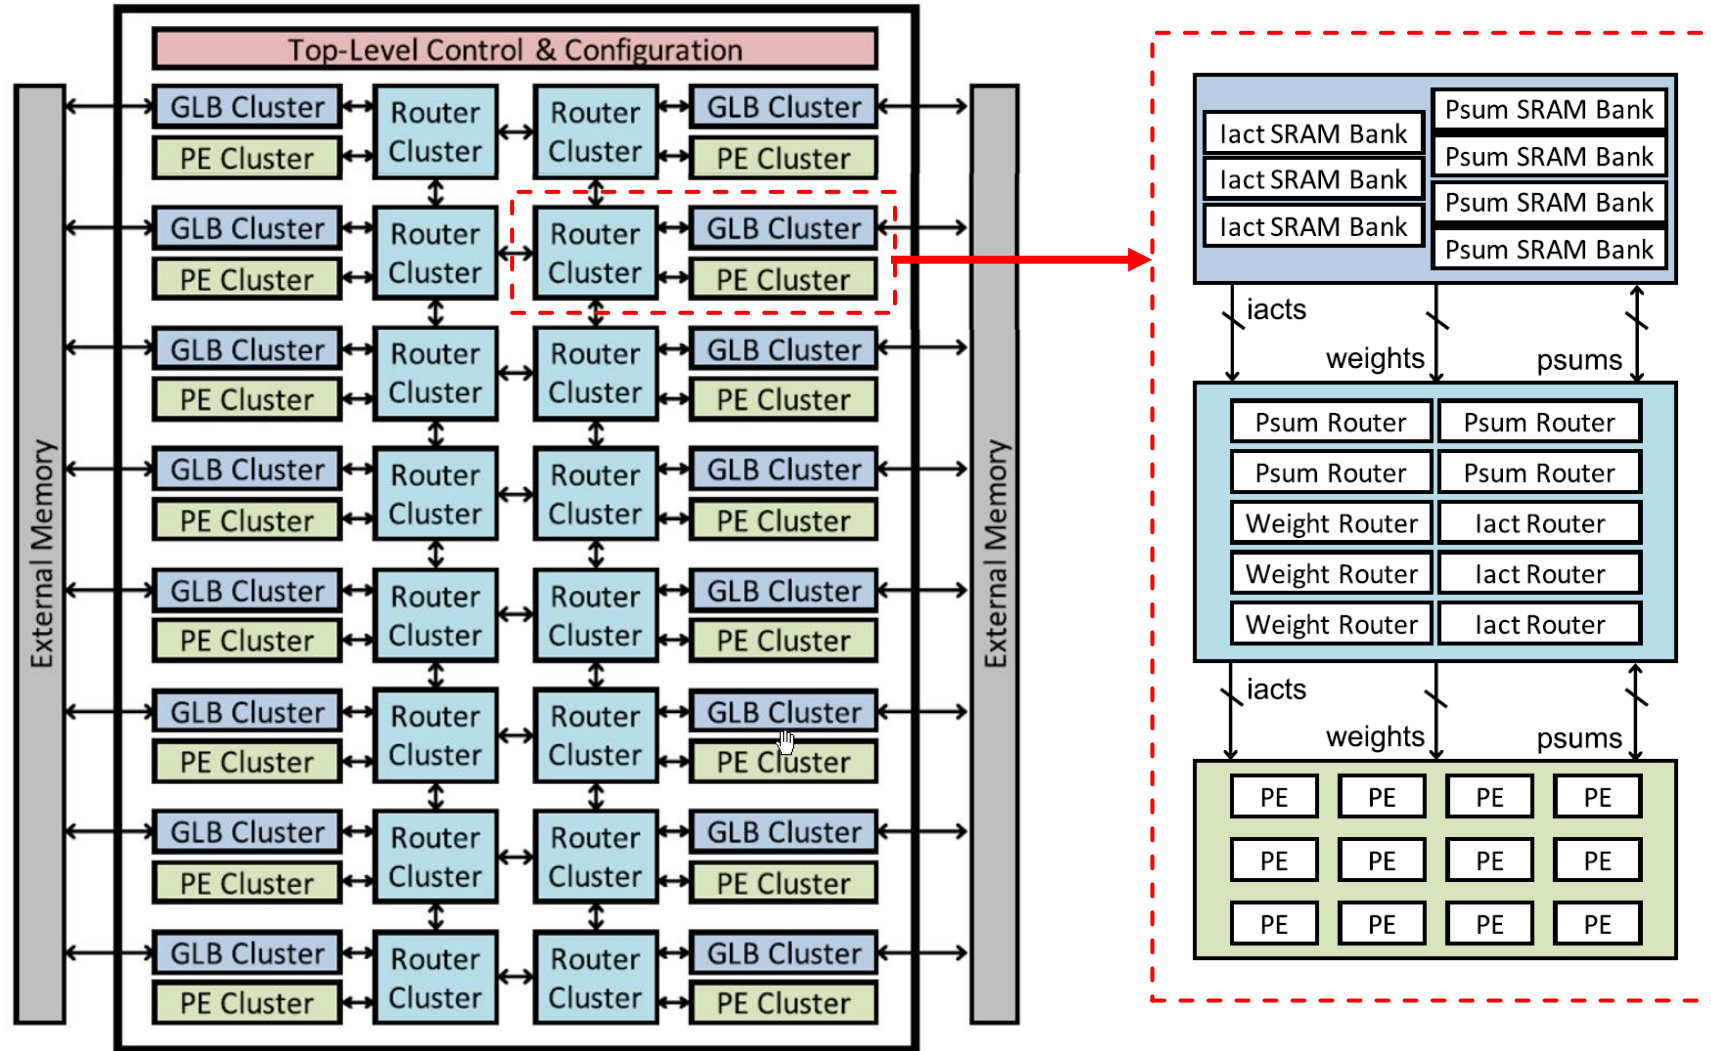 Top-Level Control & Configuration
External Memory
GLB Cluster
PE Cluster
Router
Cluster
Router
Cluster
GLB Cluster
PE Cluster
GLB Cluster
PE Cluster
Router
Cluster
Router
Cluster
GLB Cluster
PE Cluster
GLB Cluster
PE Cluster
Router
Cluster
Router
Cluster
GLB Cluster
PE Cluster
GLB Cluster
PE Cluster
Router
Cluster
Router
Cluster
GLB Cluster
PE Cluster
GLB Cluster
PE Cluster
Router
Cluster
Router
Cluster
GLB Cluster
PE Cluster
GLB Cluster
PE Cluster
Router
Cluster
Router
Cluster
GLB Cluster
PE Cluster
GLB Cluster
PE Cluster
Router
Cluster
Router
Cluster
GLB Cluster
PE Cluster
GLB Cluster
PE Cluster
Router
Cluster
Router
Cluster
GLB Cluster
PE Cluster
External Memory
Iact SRAM Bank
Iact SRAM Bank
Iact SRAM Bank
Psum SRAM Bank
Psum SRAM Bank
Psum SRAM Bank
Psum SRAM Bank
iacts
weights
psums
Psum Router
Psum Router
Psum Router
Psum Router
Weight Router
Iact Router
Weight Router
Iact Router
Weight Router
Iact Router
iacts
weights
psums
PE PE PE PE
PE PE PE PE
PE PE PE PE